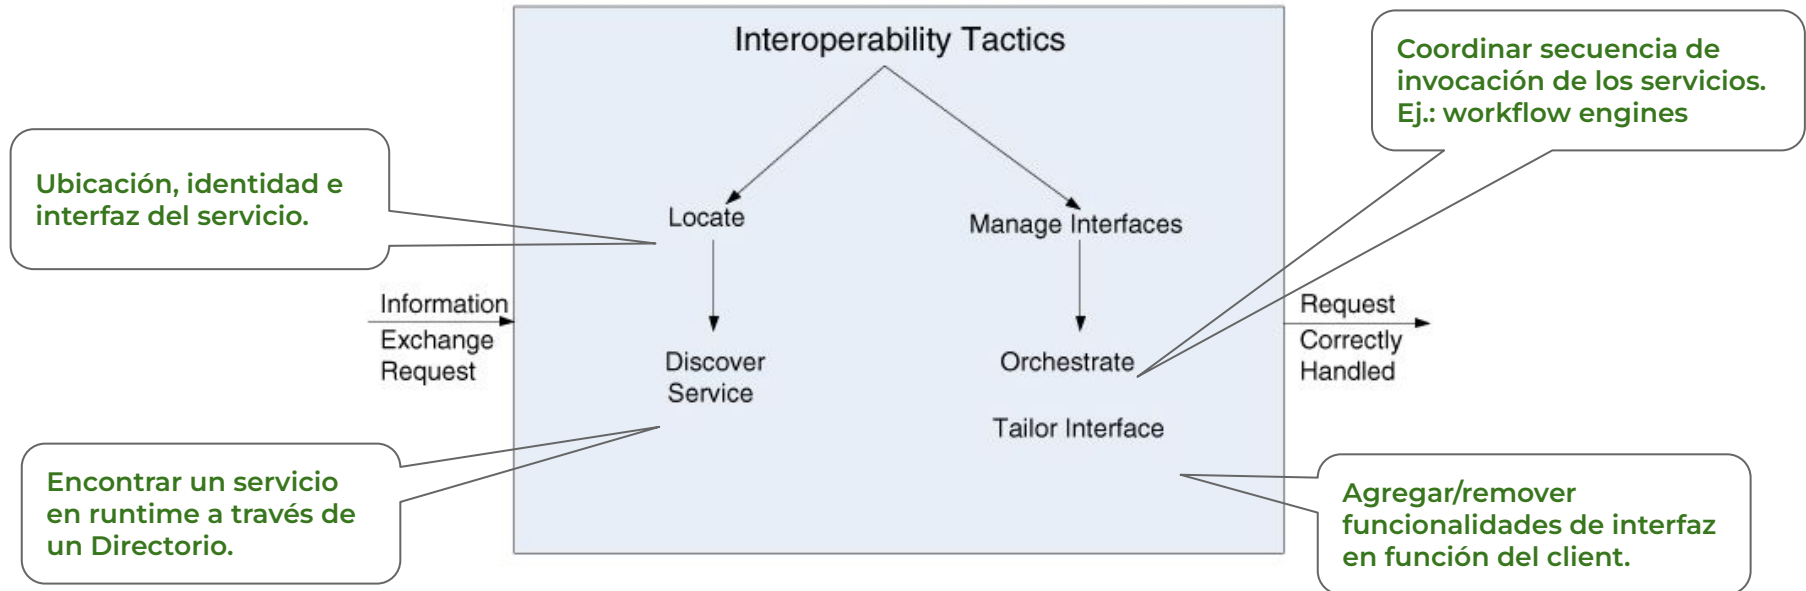 Interoperability Tactics
Coordinar secuencia de
invocación de los servicios.
Ej.: workflow engines
Ubicación, identidad e
interfaz del servicio.
Locate
Manage Interfaces
Information
Exchange
Request
Discover
Service
Orchestrate
Tailor Interface
Request
Correctly
Handled
Encontrar un servicio
en runtime a través de
un Directorio.
Agregar/remover
funcionalidades de interfaz
en función del client.